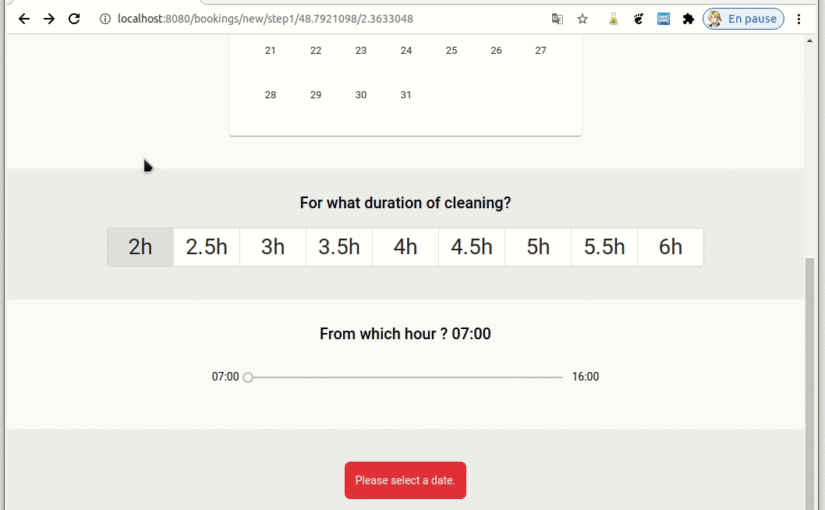 localhost:8080/bookings/new/step1/48.7921098/2.3633048
En pause
21 22 23 24 25 26 27
28 29 30 31
For what duration of cleaning?
2h 2.5h 3h 3.5h 4h 4.5h 5h 5.5h 6h
From which hour ? 07:00
07:00 16:00
Please select a date.